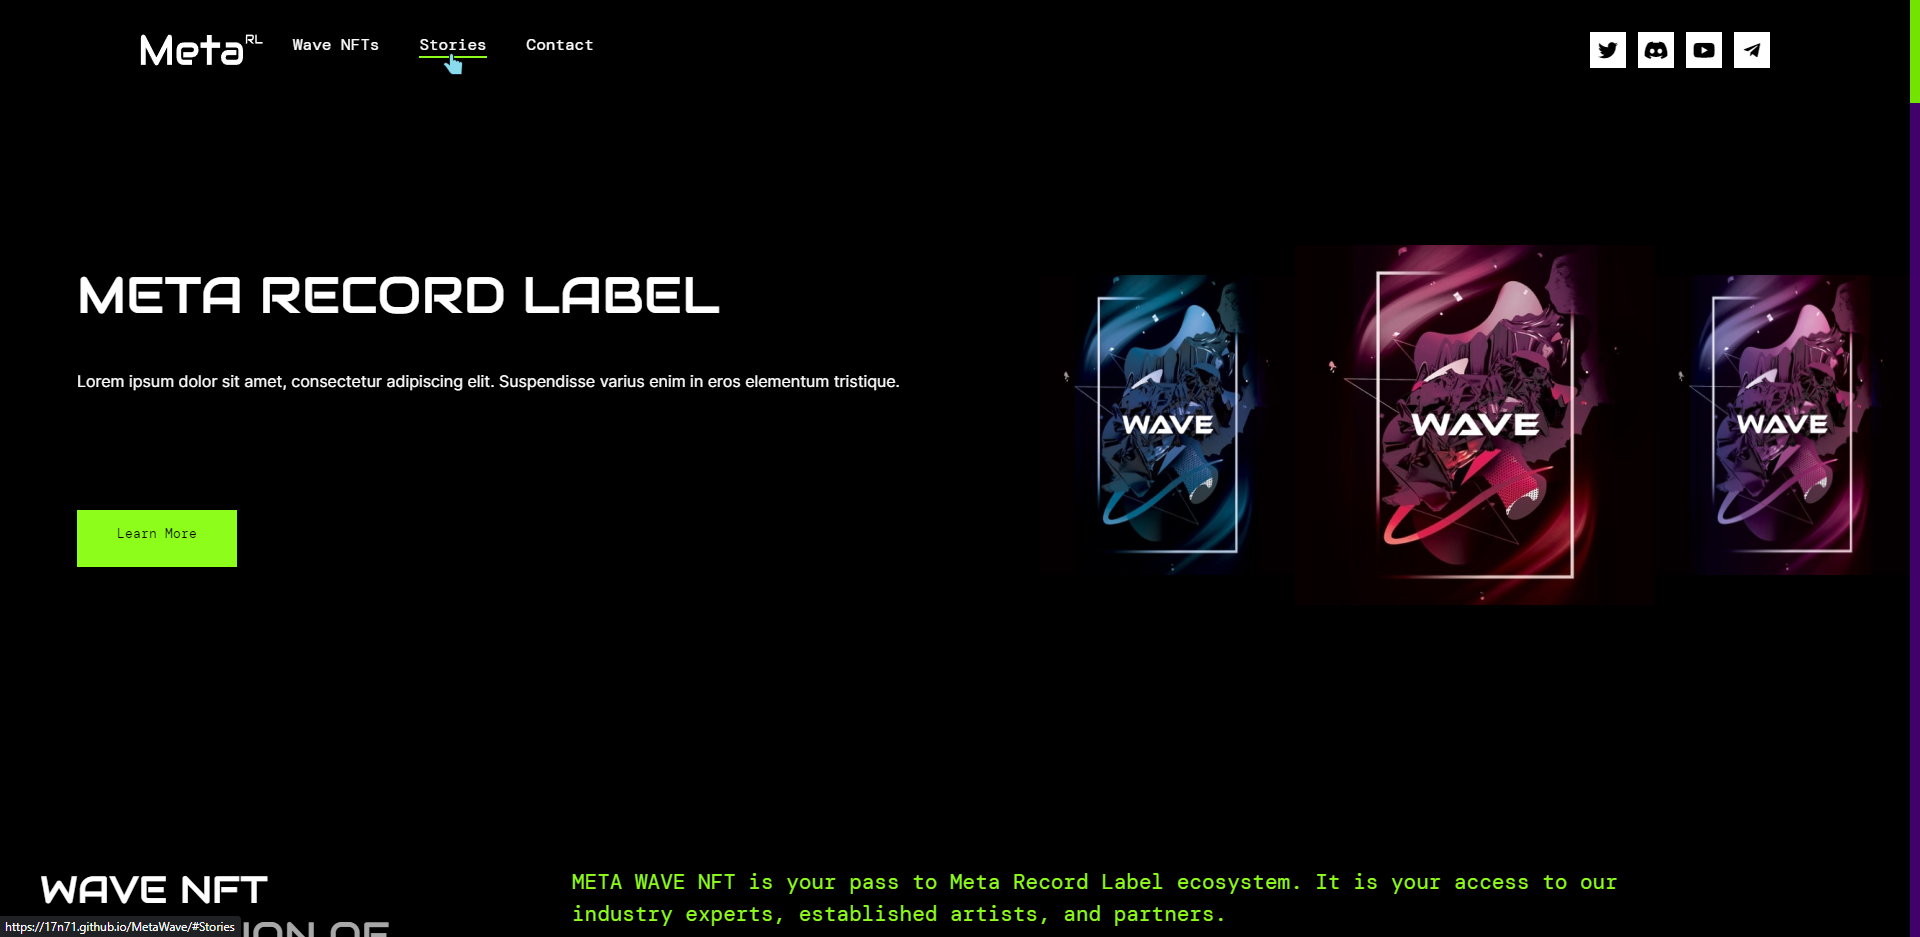 Meta RL
Wave NFTs
Stories
Contact
META RECORD LABEL
Lorem ipsum dolor sit amet, consectetur adipiscing elit. Suspendisse varius enim in eros elementum tristique.
Learn More
WAVE
WAVE
WAVE
WAVE NFT
META WAVE NFT is your pass to Meta Record Label ecosystem. It is your access to our
industry experts, established artists, and partners.
https://17n71.github.io/MetaWave/#Stories